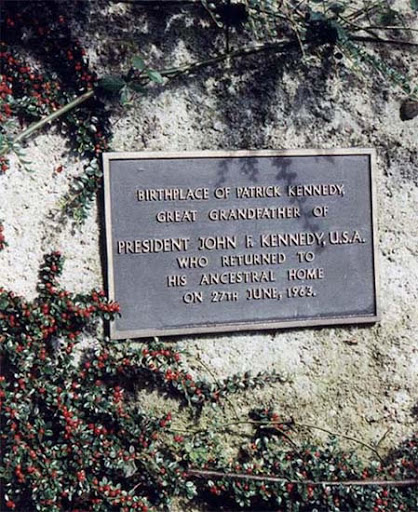 BIRTHPLACE OF PATRICK KENNEDY,
GREAT GRANDFATHER OF
PRESIDENT JOHN F. KENNEDY, U.S.A.
WHO RETURNED TO
HIS ANCESTRAL HOME
ON 27TH JUNE, 1963.